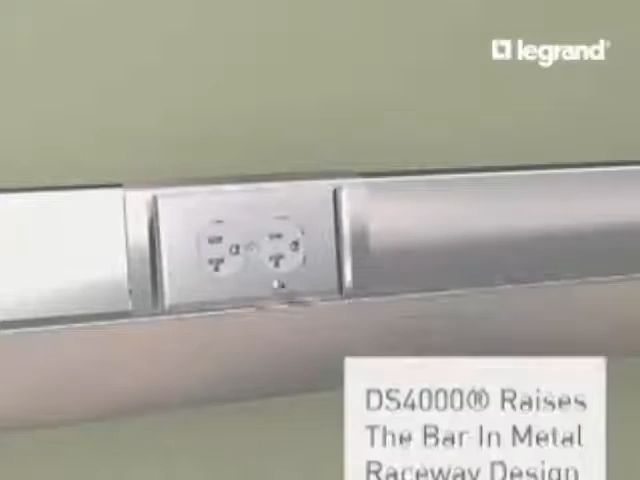 legrand®
DS4000® Raises
The Bar In Metal
Raceway Design